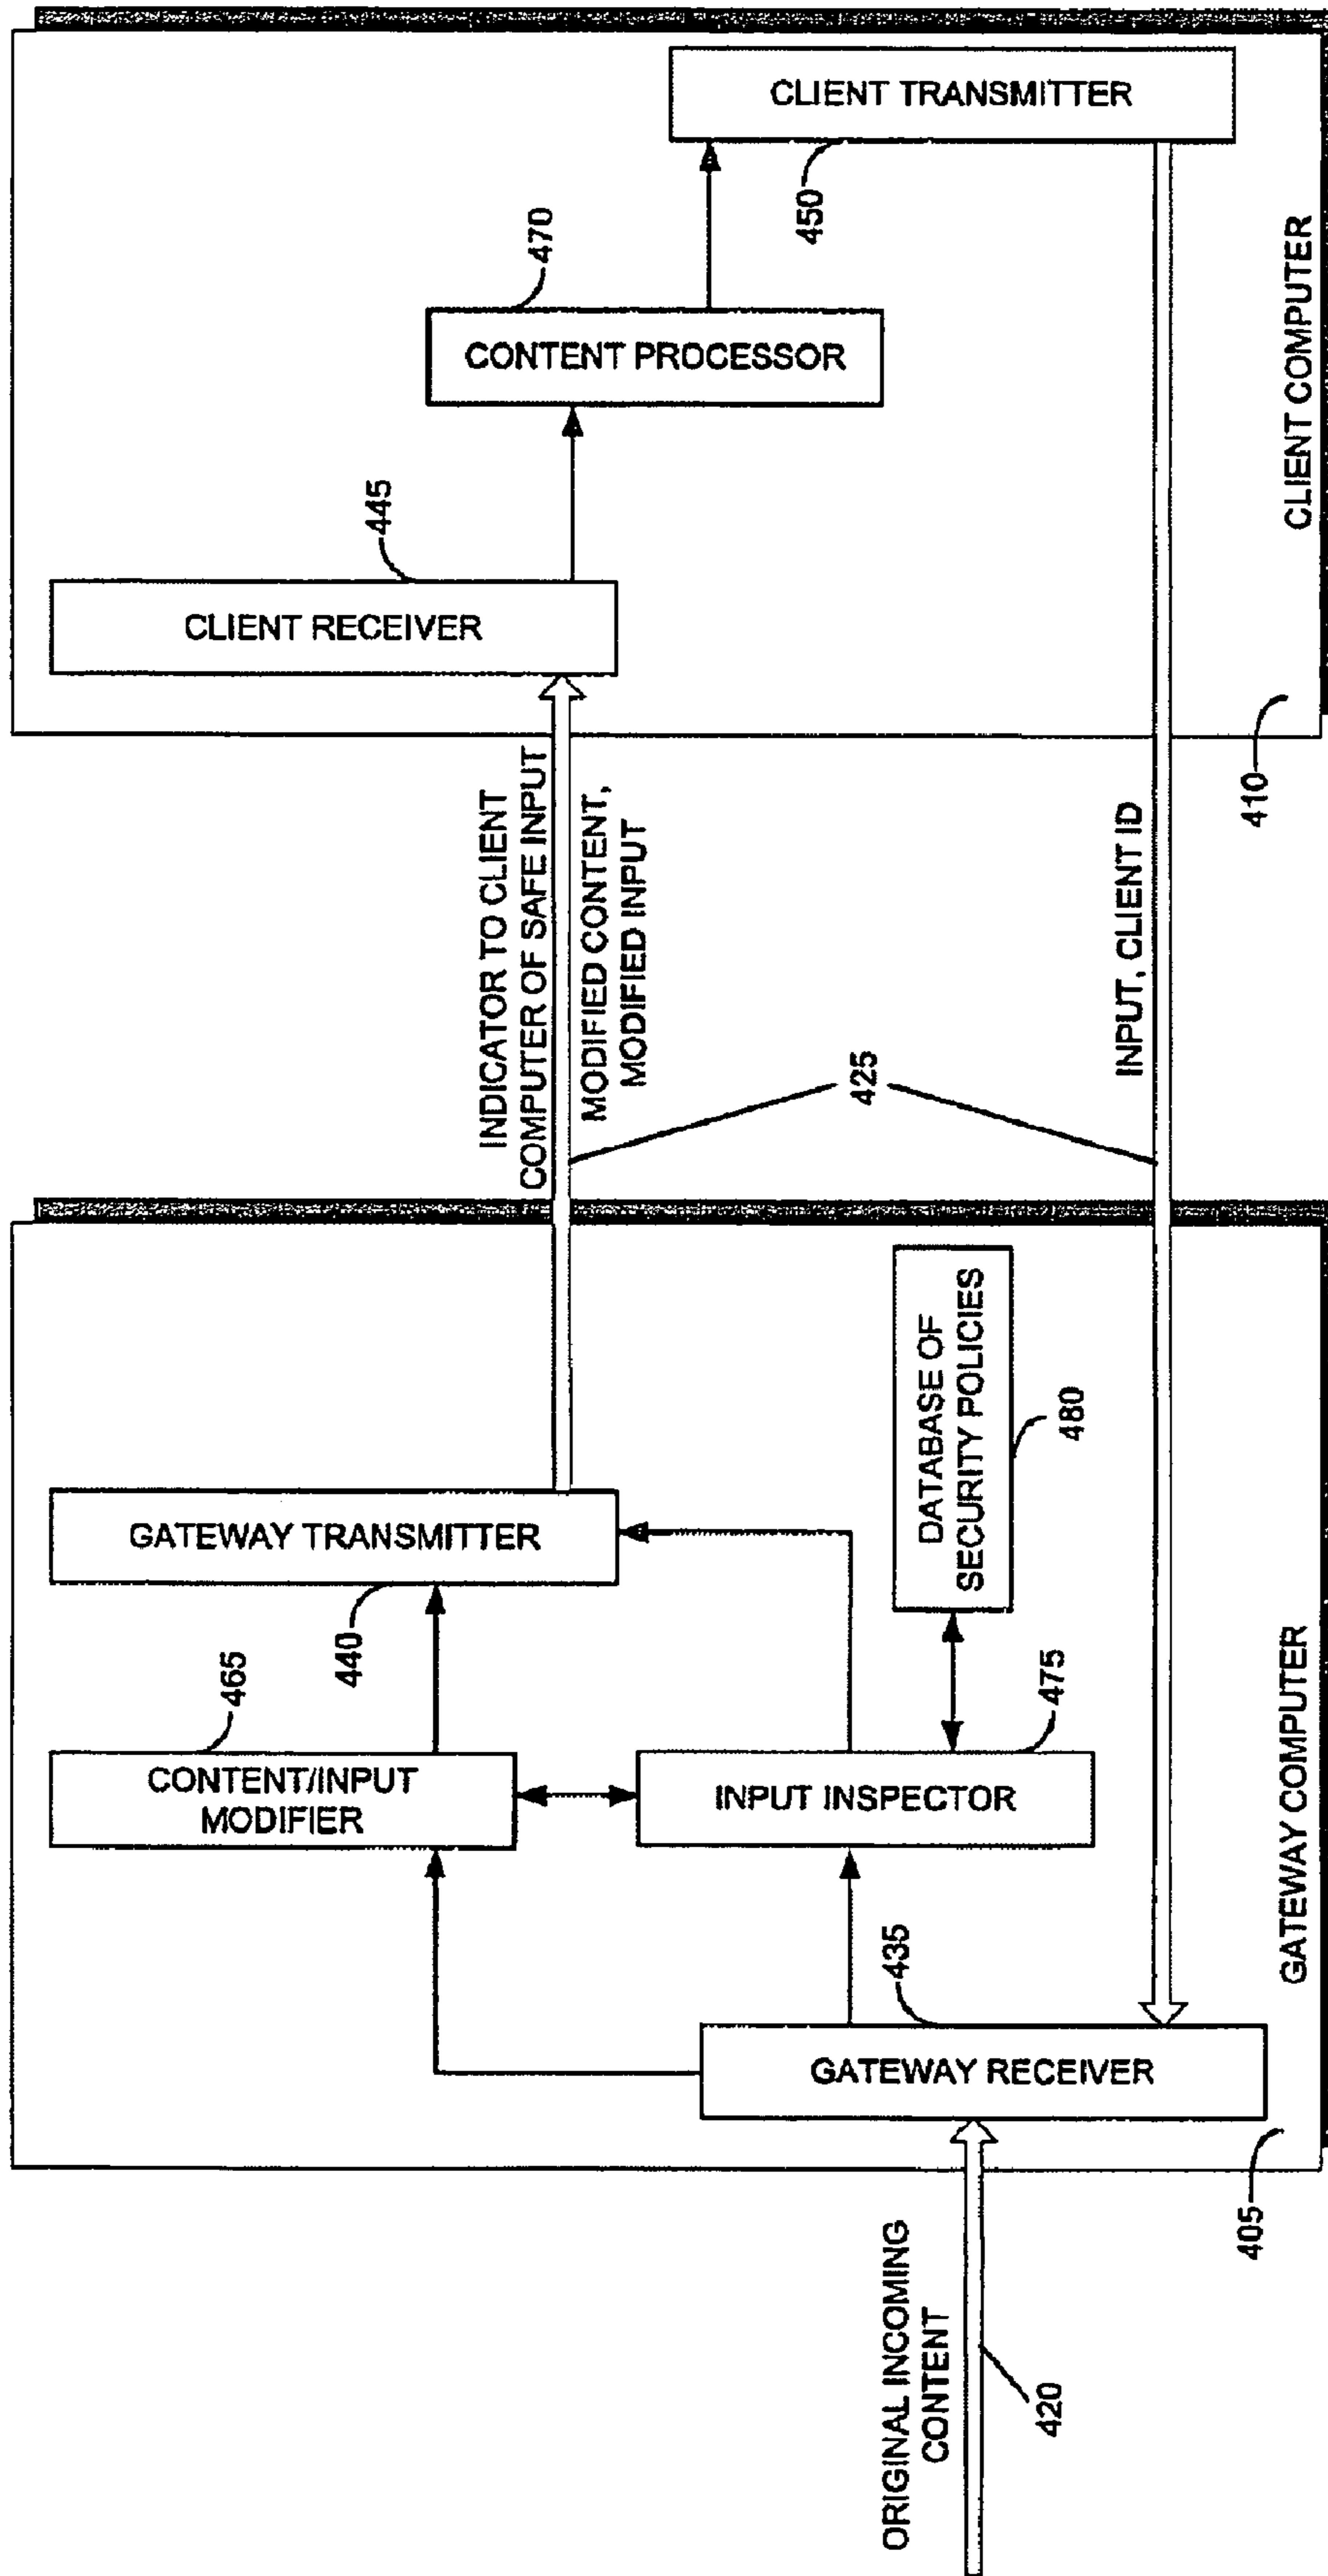 ORIGINAL INCOMING
CONTENT
420
405
GATEWAY COMPUTER
GATEWAY RECEIVER
435
CONTENT/INPUT
MODIFIER
465
INPUT INSPECTOR
475
GATEWAY TRANSMITTER
440
DATABASE OF
SECURITY POLICIES
480
INDICATOR TO CLIENT
COMPUTER OF SAFE INPUT
MODIFIED CONTENT,
MODIFIED INPUT
425
INPUT, CLIENT ID
410
CLIENT COMPUTER
CLIENT RECEIVER
445
CONTENT PROCESSOR
470
CLIENT TRANSMITTER
450